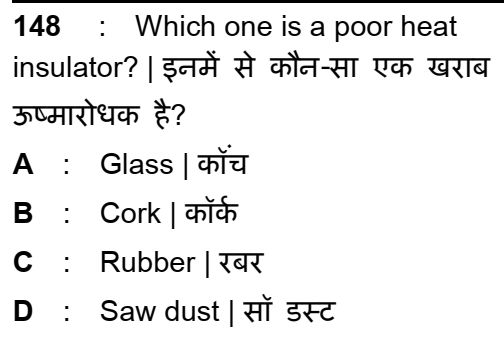 148 : Which one is a poor heat
insulator? | इनमें से कौन-सा एक खराब
ऊष्मारोधक है?
A : Glass | कॉंच
B : Cork | कॉर्क
C : Rubber | रबर
D : Saw dust | सॉ डस्ट